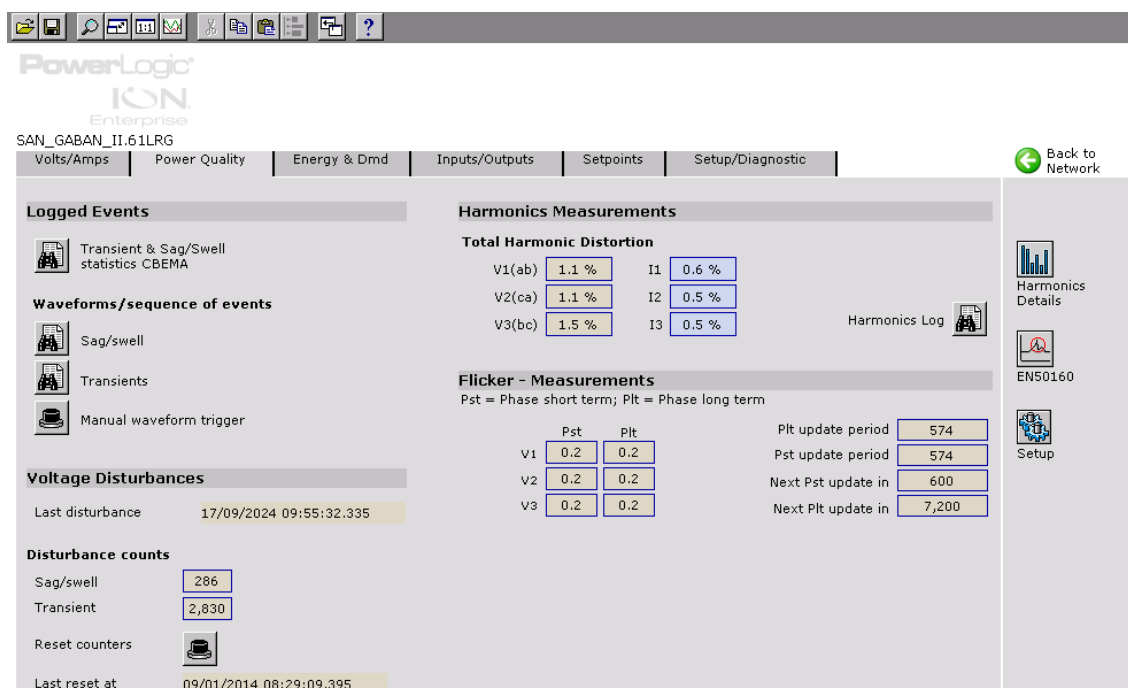 1:1
?
PowerLogic
ION
Enterprise
SAN_GABAN_II.61LRG
Volts/Amps Power Quality Energy & Dmd Inputs/Outputs Setpoints Setup/Diagnostic
Back to
Network
Logged Events
Transient & Sag/Swell
statistics CBEMA
Waveforms/sequence of events
Sag/swell
Transients
Manual waveform trigger
Voltage Disturbances
Last disturbance 17/09/2024 09:55:32.335
Disturbance counts
Sag/swell 286
Transient 2,830
Reset counters
Last reset at 09/01/2014 08:29:09.395
Harmonics Measurements
Total Harmonic Distortion
V1(ab) 1.1 % I1 0.6 %
V2(ca) 1.1 % I2 0.5 %
V3(bc) 1.5 % I3 0.5 %
Harmonics Log
Flicker - Measurements
Pst = Phase short term; Plt = Phase long term
Pst Plt
V1 0.2 0.2
V2 0.2 0.2
V3 0.2 0.2
Plt update period 574
Pst update period 574
Next Pst update in 600
Next Plt update in 7,200
Harmonics
Details
EN50160
Setup